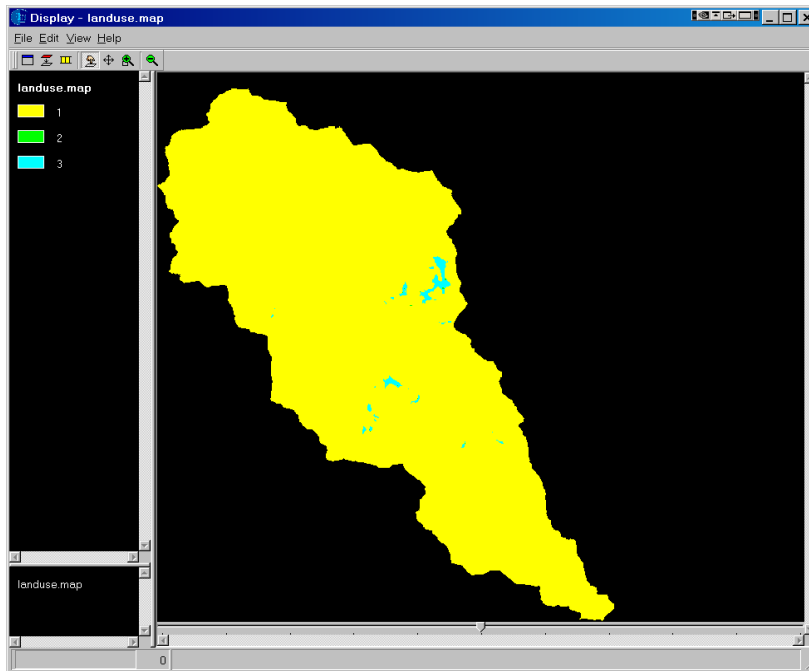 Display - landuse.map
File Edit View Help
landuse.map
1
2
3
landuse.map
0